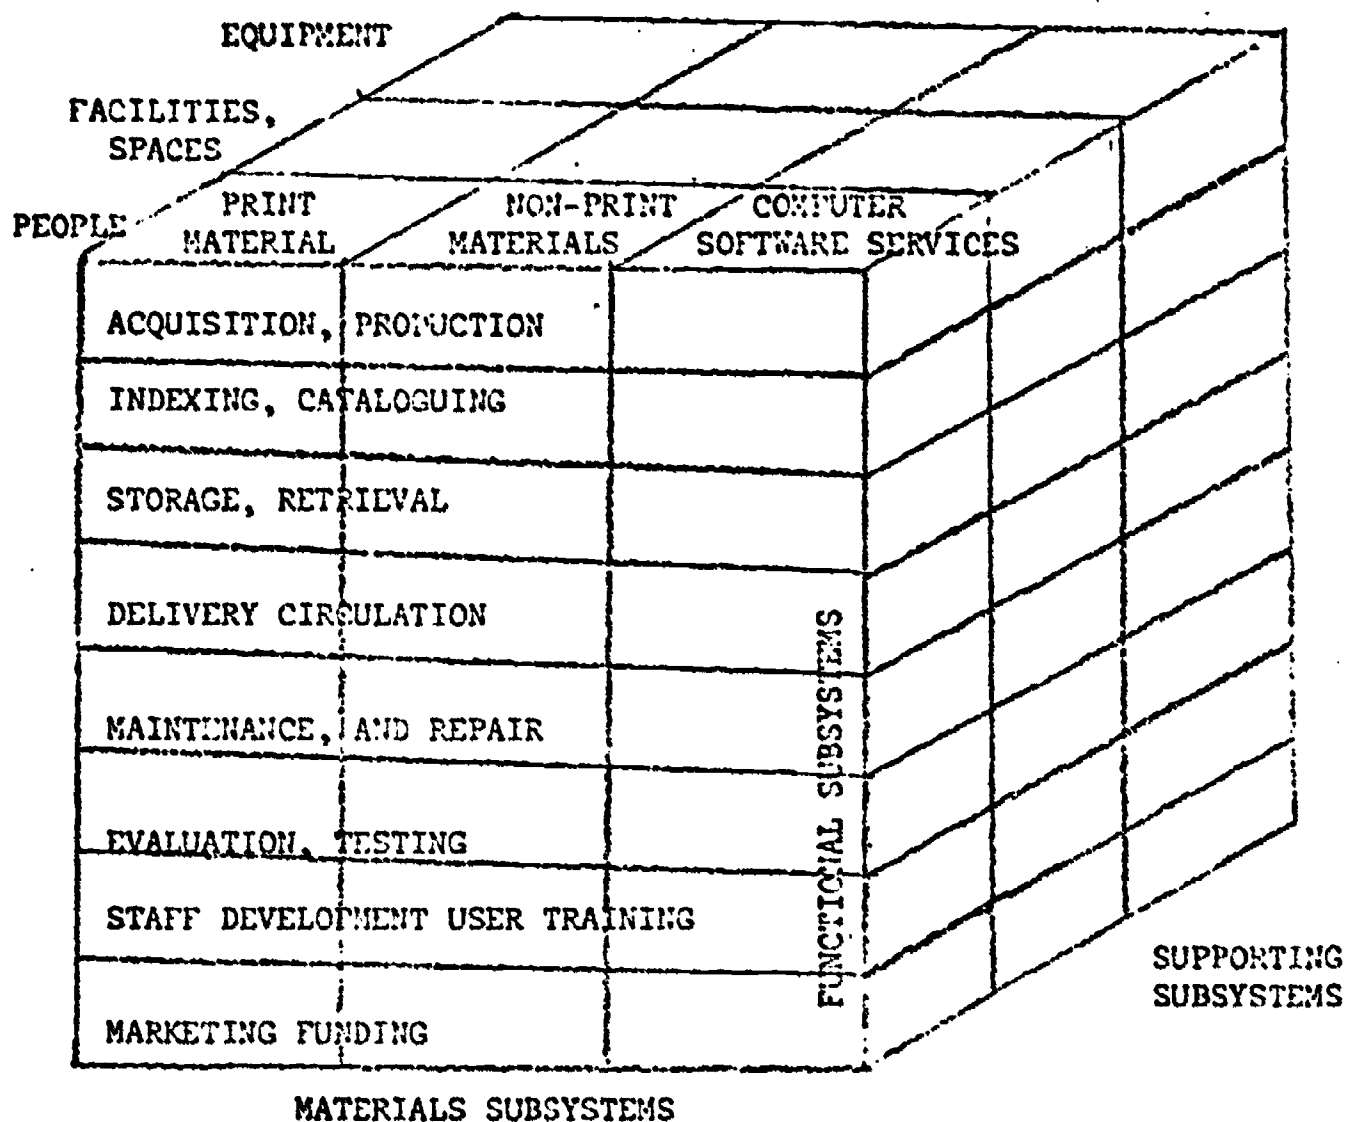 EQUIPMENT
FACILITIES,
SPACES
PEOPLE
PRINT
MATERIAL
NON-PRINT
MATERIALS
COMPUTER
SOFTWARE SERVICES
ACQUISITION, PRODUCTION
INDEXING, CATALOGUING
STORAGE, RETRIEVAL
DELIVERY CIRCULATION
MAINTENANCE, AND REPAIR
EVALUATION, TESTING
STAFF DEVELOPMENT USER TRAINING
MARKETING FUNDING
FUNCTIONAL SUBSYSTEMS
SUPPORTING
SUBSYSTEMS
MATERIALS SUBSYSTEMS